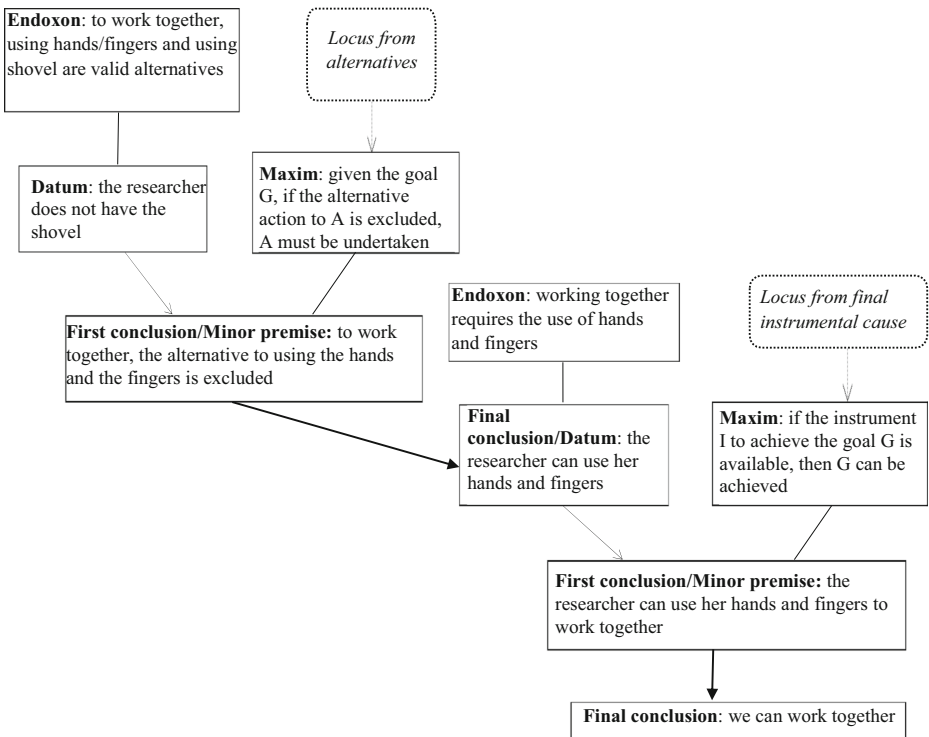 Endoxon: to work together,
using hands/fingers and using
shovel are valid alternatives
Locus from
alternatives
Datum: the researcher
does not have the
shovel
Maxim: given the goal
G, if the alternative
action to A is excluded,
A must be undertaken
First conclusion/Minor premise: to work
together, the alternative to using the hands
and the fingers is excluded
Endoxon: working together
requires the use of hands
and fingers
Locus from final
instrumental cause
Final
conclusion/Datum: the
researcher can use her
hands and fingers
Maxim: if the instrument
I to achieve the goal G is
available, then G can be
achieved
First conclusion/Minor premise: the
researcher can use her hands and fingers to
work together
Final conclusion: we can work together